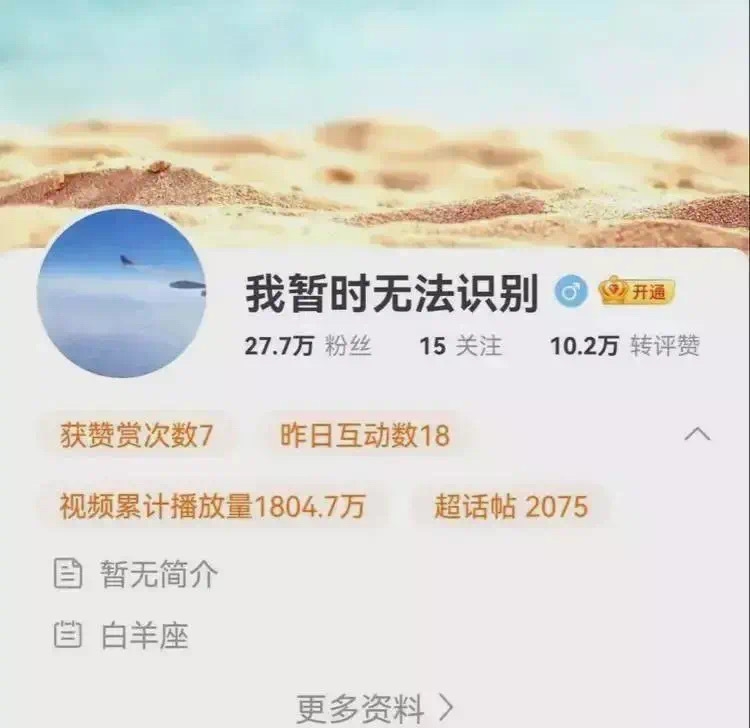 我暂时无法识别 开通
27.7万 粉丝 15 关注 10.2万 转评赞
获赞赏次数7 昨日互动数18
视频累计播放量1804.7万 超话帖 2075
暂无简介
白羊座
更多资料